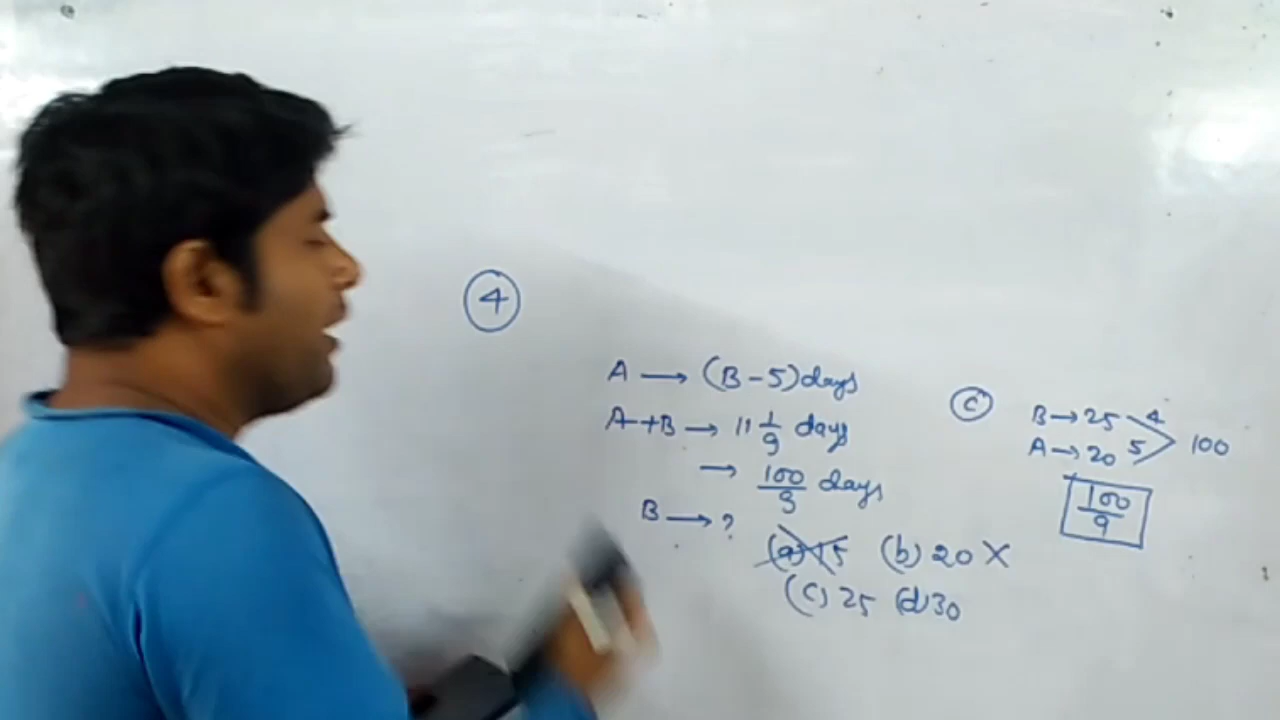 4
A → (B - 5) days
A + B → 11 1/9 days
→ 100/9 days
B → ?
(a) 15 (b) 20 X
(c) 25 (d) 30
C
B → 25 4
A → 20 5 100
100/9